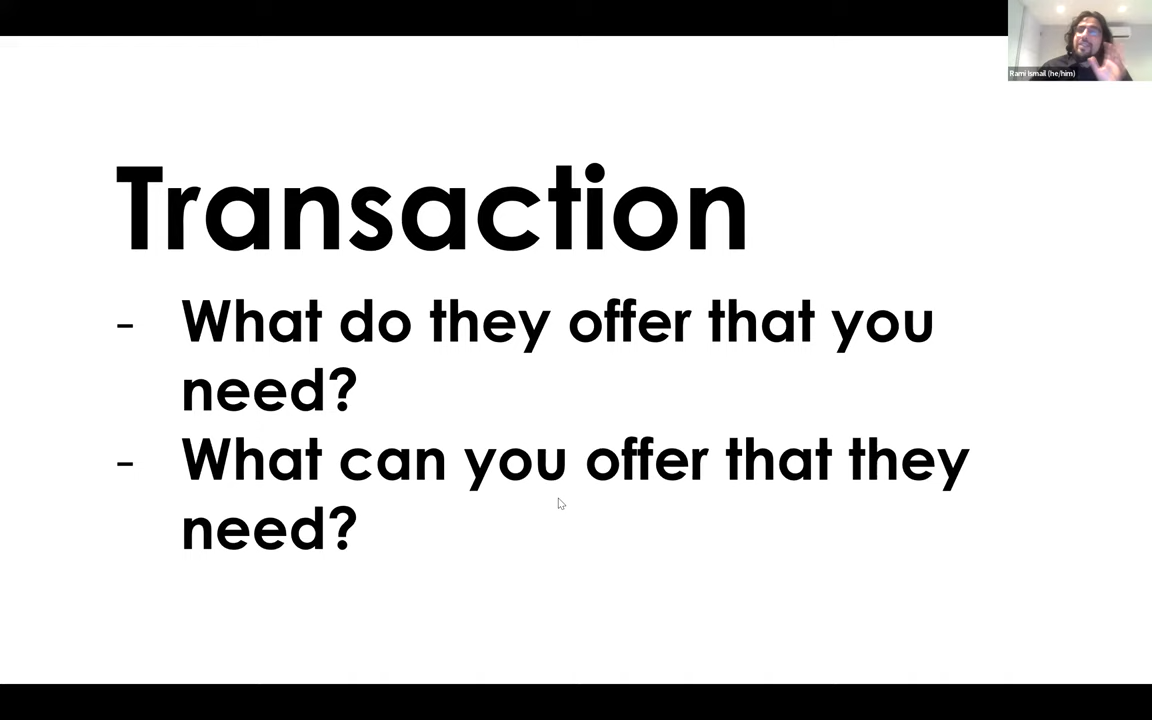 Rami Ismail (he/him)
Transaction
- What do they offer that you
need?
- What can you offer that they
need?